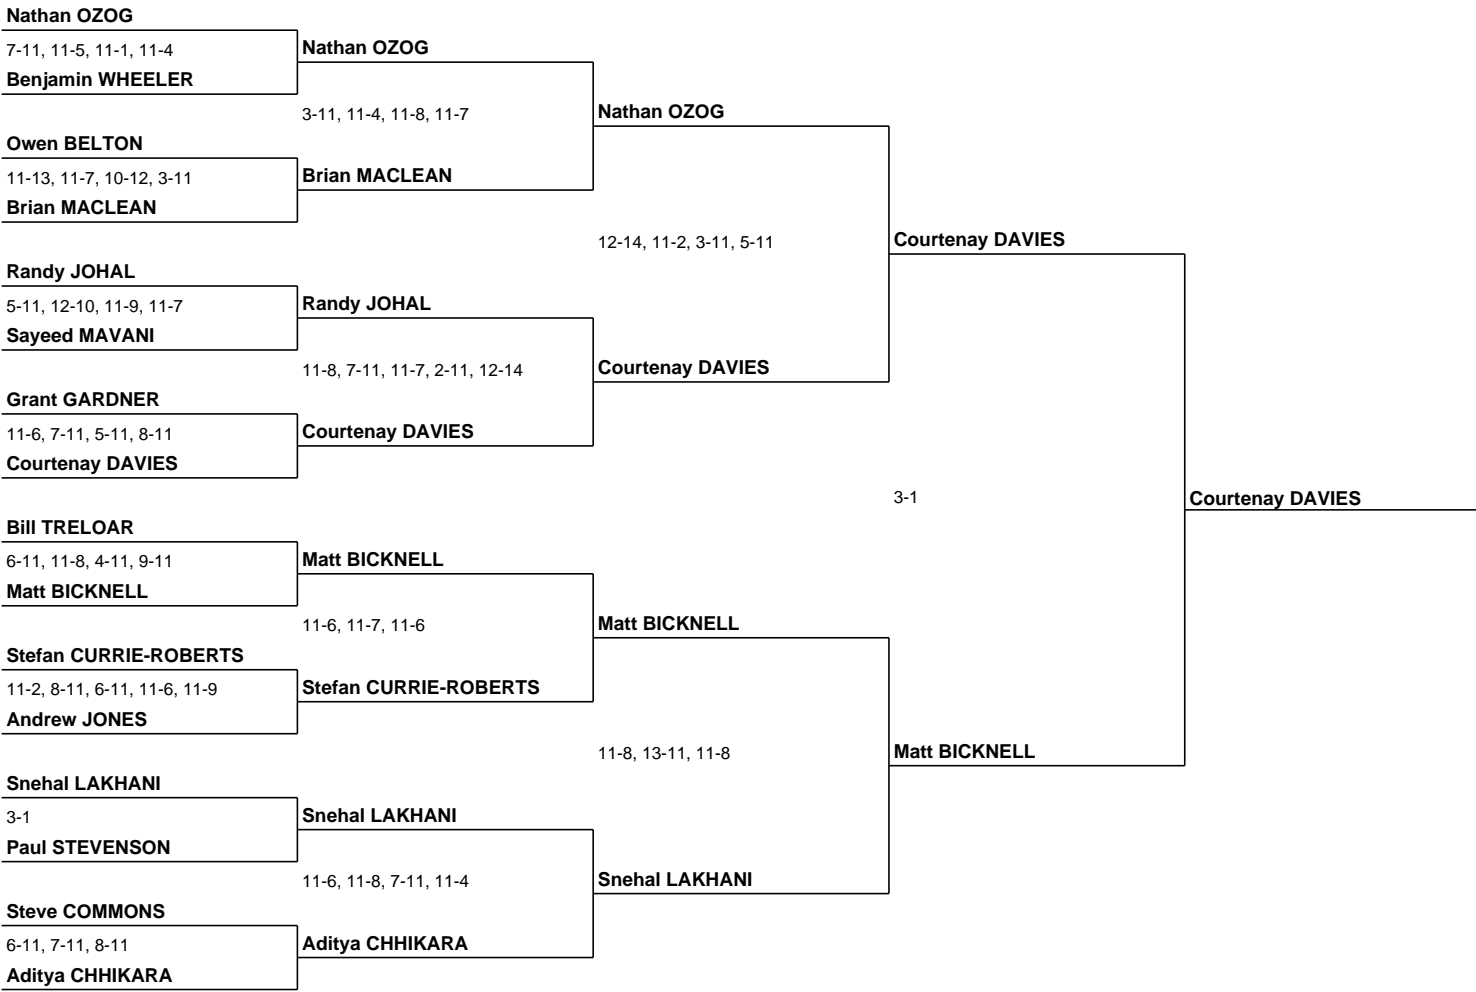 Nathan OZOG
7-11, 11-5, 11-1, 11-4
Benjamin WHEELER
Owen BELTON
11-13, 11-7, 10-12, 3-11
Brian MACLEAN
Randy JOHAL
5-11, 12-10, 11-9, 11-7
Sayeed MAVANI
Grant GARDNER
11-6, 7-11, 5-11, 8-11
Courtenay DAVIES
Bill TRELOAR
6-11, 11-8, 4-11, 9-11
Matt BICKNELL
Stefan CURRIE-ROBERTS
11-2, 8-11, 6-11, 11-6, 11-9
Andrew JONES
Snehal LAKHANI
3-1
Paul STEVENSON
Steve COMMONS
6-11, 7-11, 8-11
Aditya CHHIKARA
Nathan OZOG
3-11, 11-4, 11-8, 11-7
Brian MACLEAN
Randy JOHAL
11-8, 7-11, 11-7, 2-11, 12-14
Courtenay DAVIES
Matt BICKNELL
11-6, 11-7, 11-6
Stefan CURRIE-ROBERTS
Snehal LAKHANI
11-6, 11-8, 7-11, 11-4
Aditya CHHIKARA
Nathan OZOG
12-14, 11-2, 3-11, 5-11
Courtenay DAVIES
Matt BICKNELL
11-8, 13-11, 11-8
Snehal LAKHANI
Courtenay DAVIES
3-1
Matt BICKNELL
Courtenay DAVIES